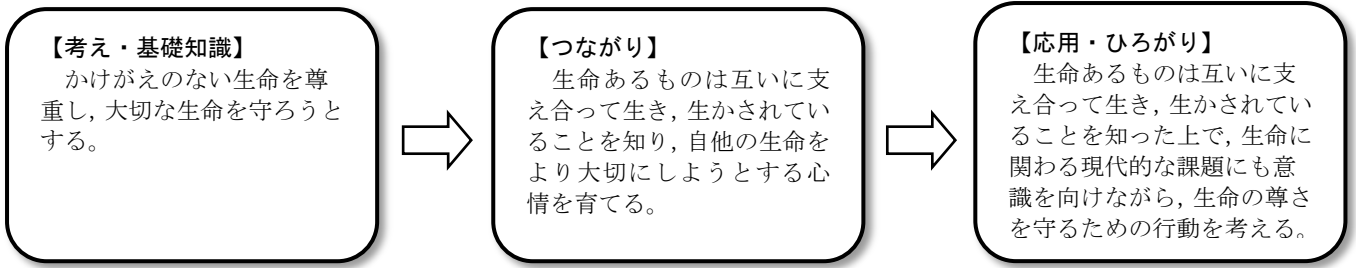 【考え・基礎知識】
かけがえのない生命を尊
重し,大切な生命を守ろうと
する。
【つながり】
生命あるものは互いに支
え合って生き,生かされてい
ることを知り,自他の生命を
より大切にしようとする心
情を育てる。
【応用・ひろがり】
生命あるものは互いに支
え合って生き,生かされてい
ることを知った上で,生命に
関わる現代的な課題にも意
識を向けながら,生命の尊さ
を守るための行動を考える。